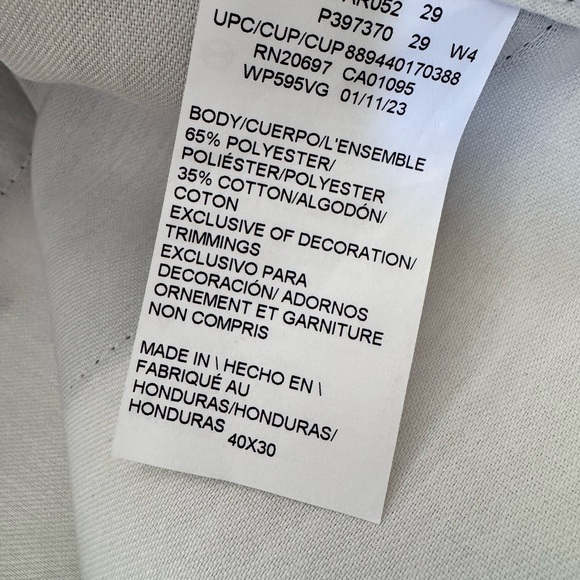 29
P397370 29 W4
UPC/CUP/CUP889440170388
RN20697 CA01095
WP595VG 01/11/23
BODY/CUERPO/L'ENSEMBLE
65% POLYESTER/
POLIÉSTER/POLYESTER
35% COTTON/ALGODÓN/
COTON
EXCLUSIVE OF DECORATION/
TRIMMINGS
EXCLUSIVO PARA
DECORACIÓN/ ADORNOS
ORNEMENT ET GARNITURE
NON COMPRIS
MADE IN \ HECHO EN \
FABRIQUÉ AU
HONDURAS/HONDURAS/
HONDURAS
40X30